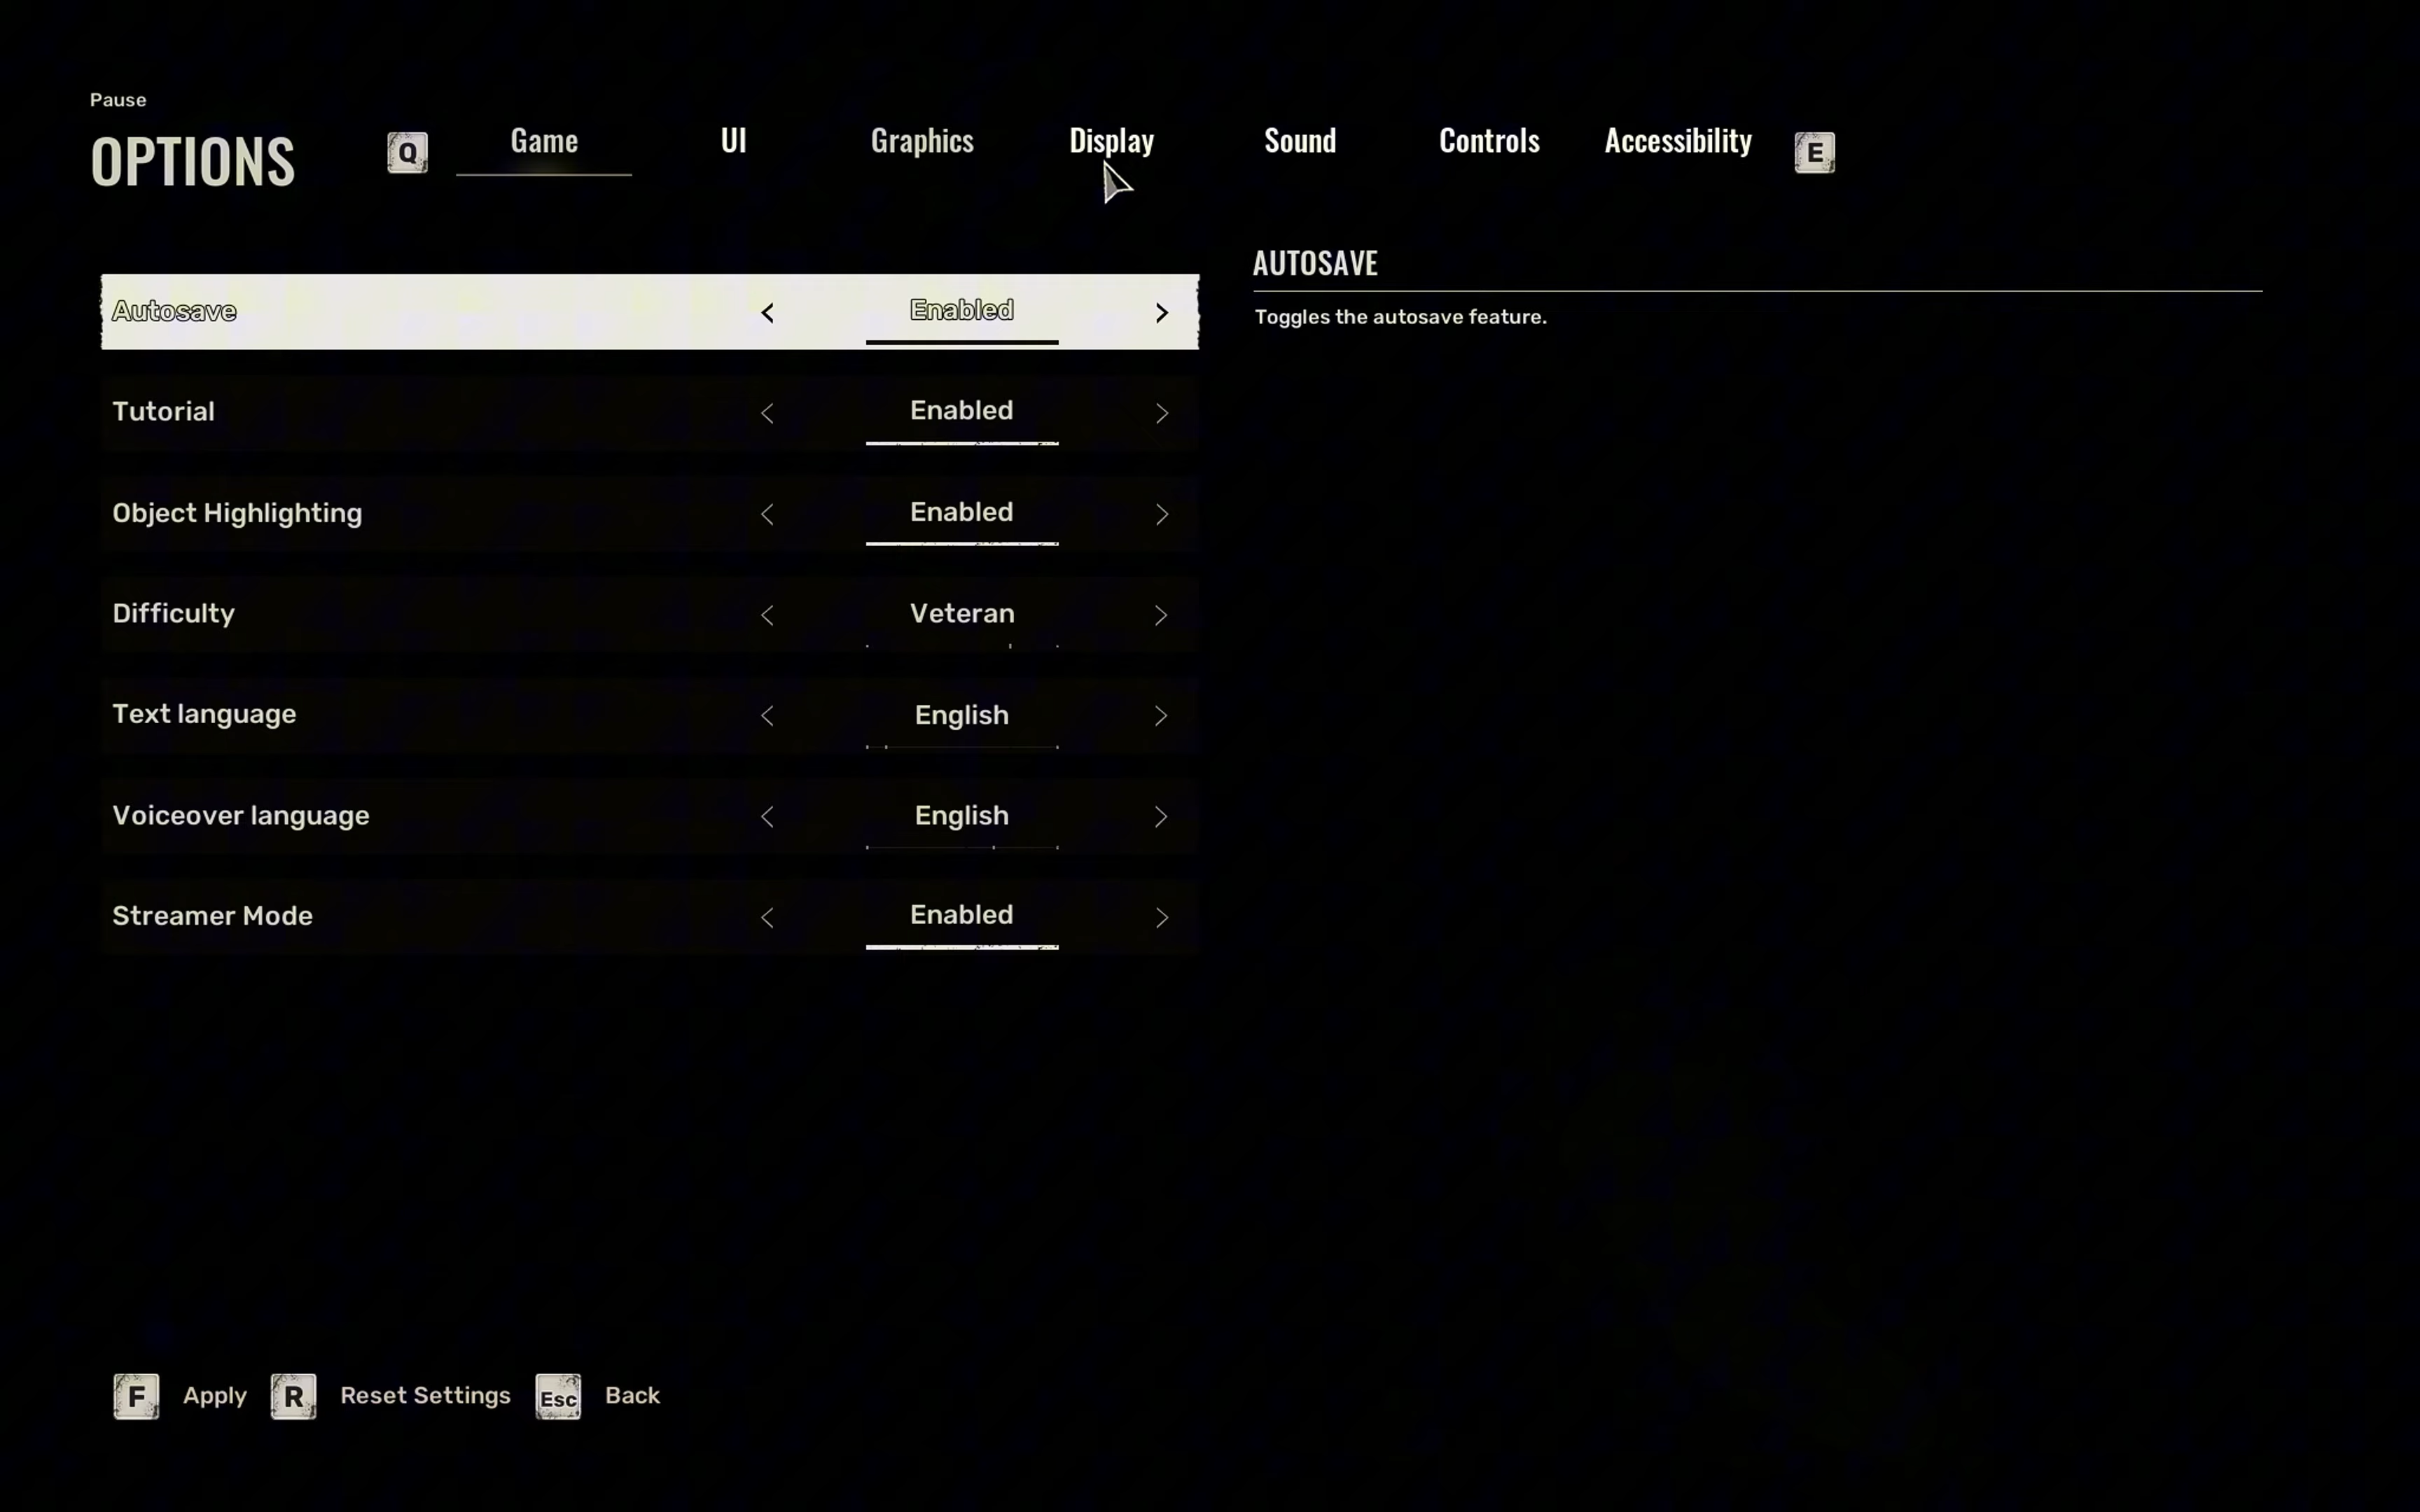 Pause
OPTIONS
Q Game UI Graphics Display Sound Controls Accessibility E
AUTOSAVE
Toggles the autosave feature.
Autosave Enabled
Tutorial Enabled
Object Highlighting Enabled
Difficulty Veteran
Text language English
Voiceover language English
Streamer Mode Enabled
F Apply R Reset Settings Esc Back